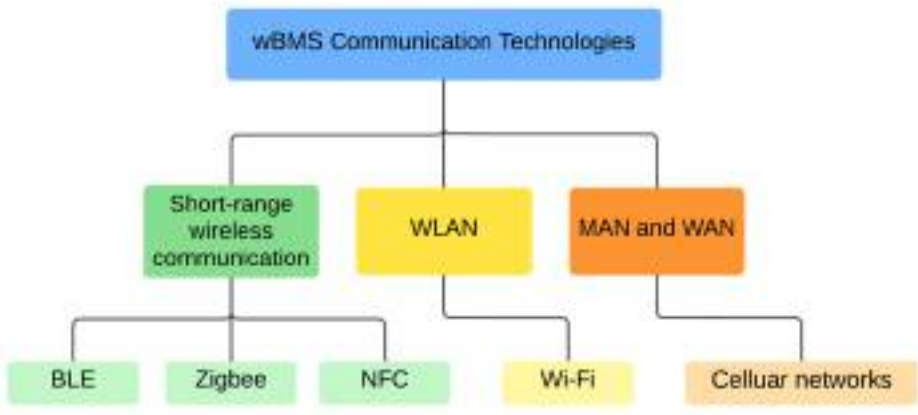 wBMS Communication Technologies
Short-range
wireless
communication
WLAN
MAN and WAN
BLE
Zigbee
NFC
Wi-Fi
Celluar networks